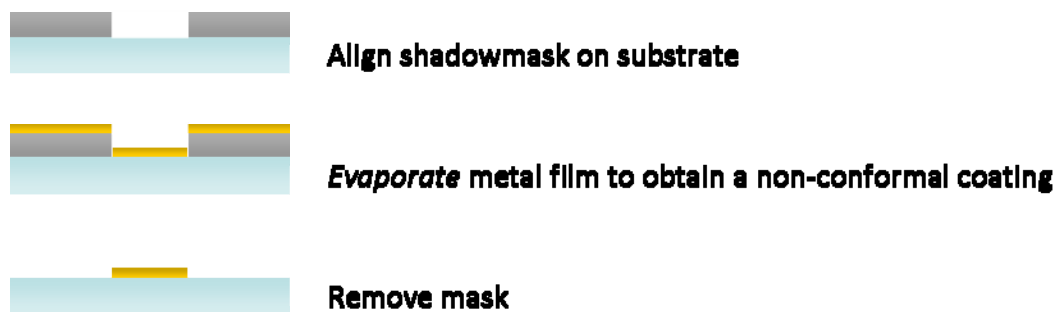 Align shadowmask on substrate
Evaporate metal film to obtain a non-conformal coating
Remove mask